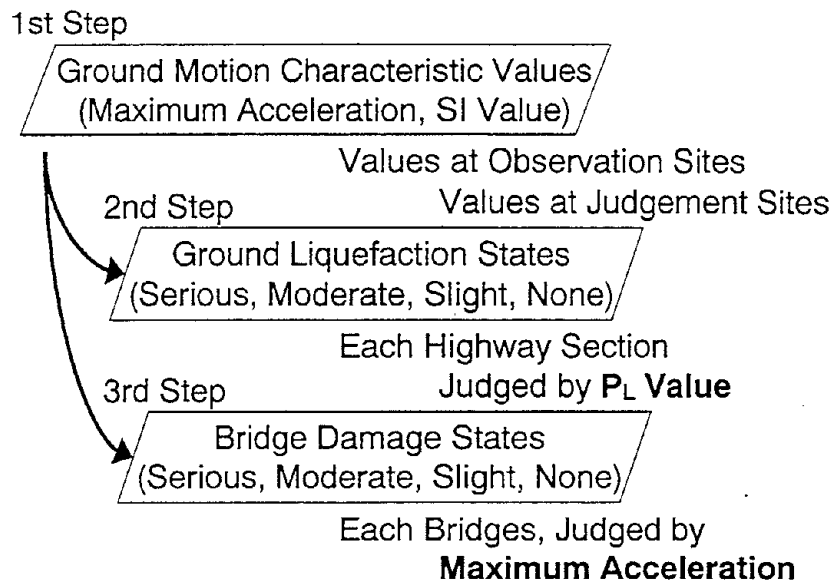 1st Step
Ground Motion Characteristic Values
(Maximum Acceleration, SI Value)
Values at Observation Sites
Values at Judgement Sites
2nd Step
Ground Liquefaction States
(Serious, Moderate, Slight, None)
Each Highway Section
Judged by PL Value
3rd Step
Bridge Damage States
(Serious, Moderate, Slight, None)
Each Bridges, Judged by
Maximum Acceleration